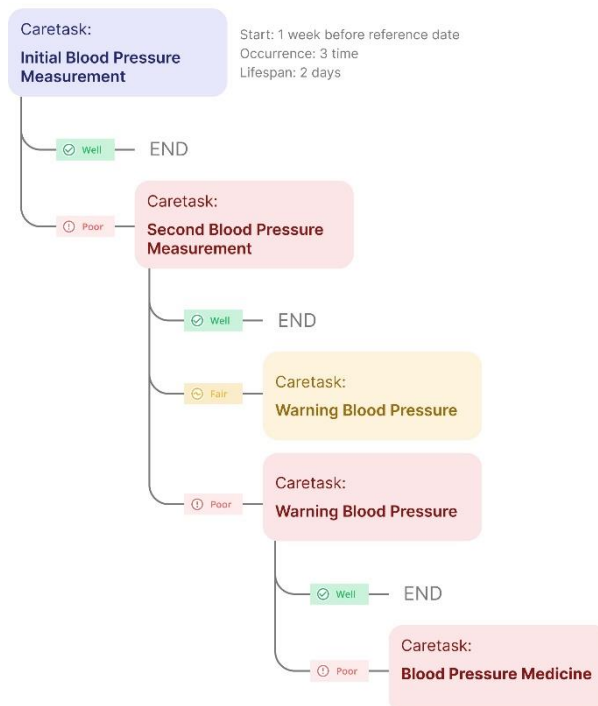 Caretask:
Initial Blood Pressure
Measurement
Start: 1 week before reference date
Occurrence: 3 time
Lifespan: 2 days
Well
END
Poor
Caretask:
Second Blood Pressure
Measurement
Well
END
Fair
Caretask:
Warning Blood Pressure
Poor
Caretask:
Warning Blood Pressure
Well
END
Poor
Caretask:
Blood Pressure Medicine